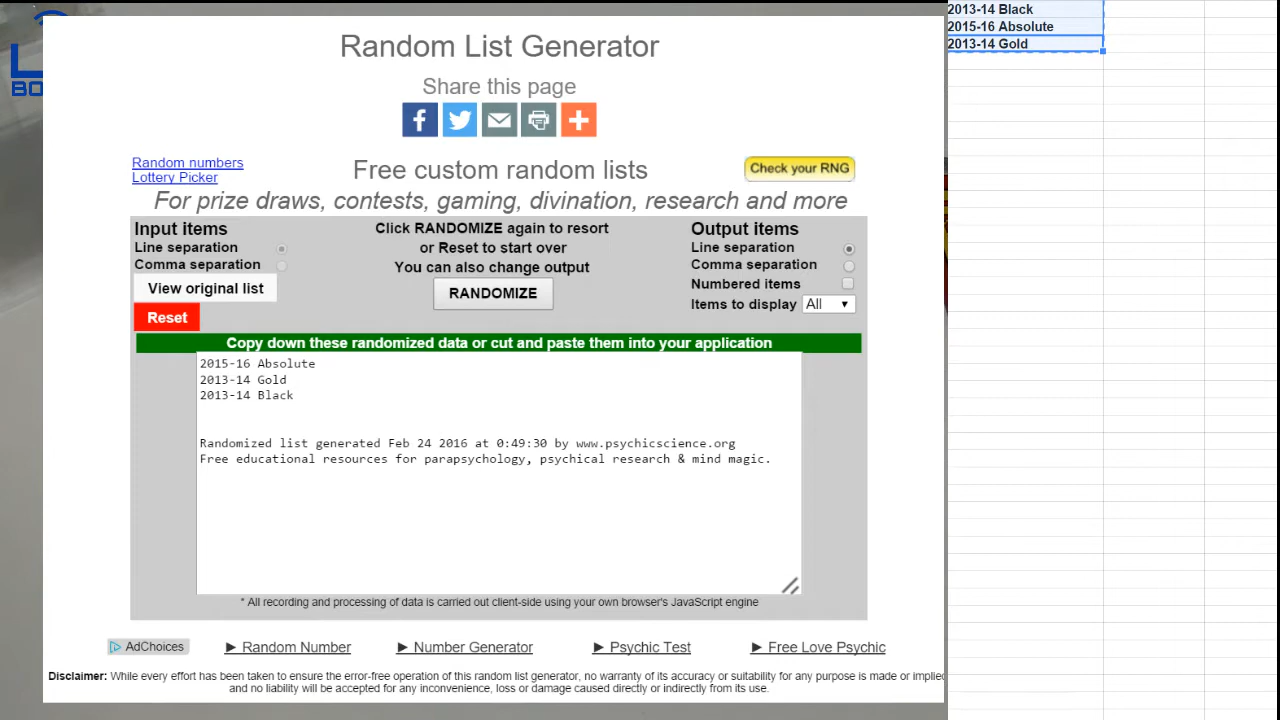 2013-14 Black
2015-16 Absolute
2013-14 Gold
BO
Random List Generator
Share this page
Random numbers
Lottery Picker
Free custom random lists
Check your RNG
For prize draws, contests, gaming, divination, research and more
Input items
Line separation
Comma separation
View original list
Reset
Click RANDOMIZE again to resort
or Reset to start over
You can also change output
RANDOMIZE
Output items
Line separation
Comma separation
Numbered items
Items to display All
Copy down these randomized data or cut and paste them into your application
2015-16 Absolute
2013-14 Gold
2013-14 Black
Randomized list generated Feb 24 2016 at 0:49:30 by www.psychicscience.org
Free educational resources for parapsychology, psychical research & mind magic.
* All recording and processing of data is carried out client-side using your own browser's JavaScript engine
AdChoices
► Random Number
► Number Generator
► Psychic Test
► Free Love Psychic
Disclaimer: While every effort has been taken to ensure the error-free operation of this random list generator, no warranty of its accuracy or suitability for any purpose is made or implied
and no liability will be accepted for any inconvenience, loss or damage caused directly or indirectly from its use.